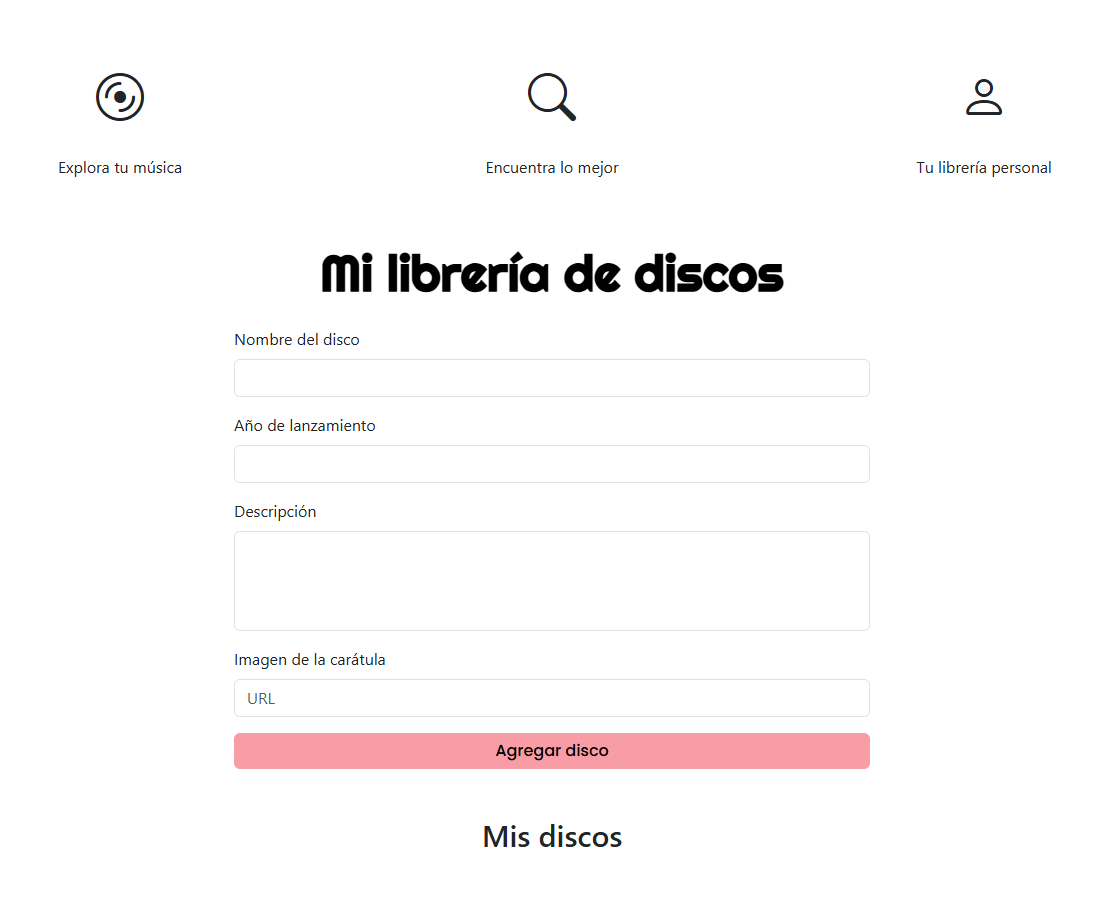 Explora tu música
Encuentra lo mejor
Tu librería personal
Mi librería de discos
Nombre del disco
Año de lanzamiento
Descripción
Imagen de la carátula
URL
Agregar disco
Mis discos